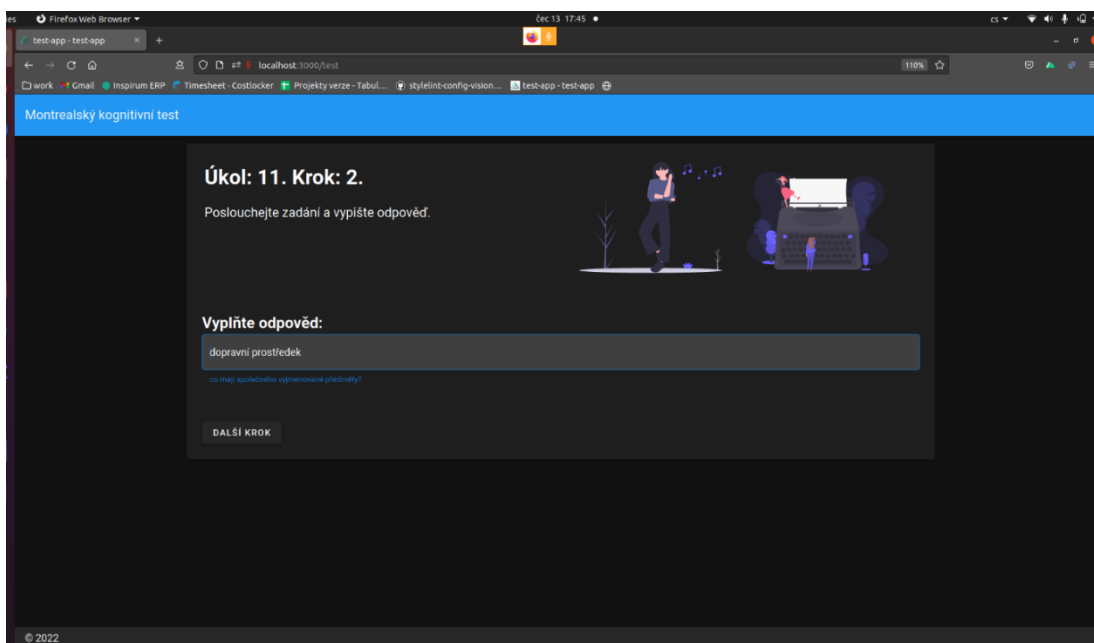 Firefox Web Browser
čec 13 17:45
cs
test-app - test-app
localhost:3000/test
110%
work
Gmail
Inspirum ERP
Timesheet - Costlocker
Projekty verze - Tabul...
stylelint-config-vision...
test-app - test-app
Montrealský kognitivní test
Úkol: 11. Krok: 2.
Poslouchejte zadání a vypište odpověď.
Vyplňte odpověd:
dopravní prostředek
co mají společného vyjmenované předměty?
DALŠÍ KROK
© 2022